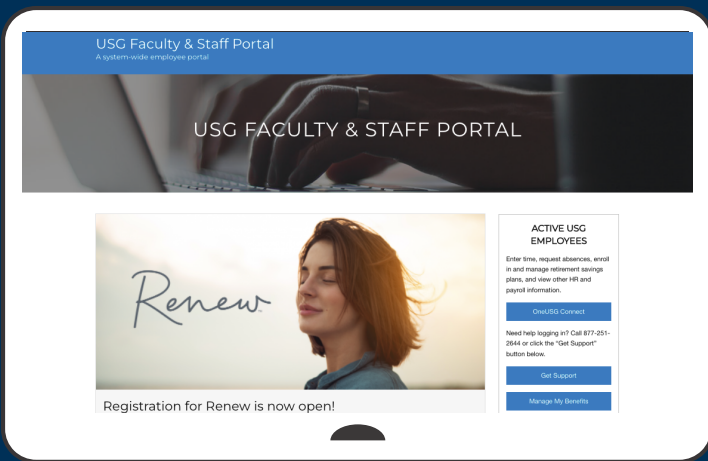 USG Faculty & Staff Portal
A system-wide employee portal
USG FACULTY & STAFF PORTAL
Renew
Registration for Renew is now open!
ACTIVE USG
EMPLOYEES
Enter time, request absences, enroll
in and manage retirement savings
plans, and view other HR and
payroll information.
OneUSG Connect
Need help logging in? Call 877-251-
2644 or click the “Get Support”
button below.
Get Support
Manage My Benefits